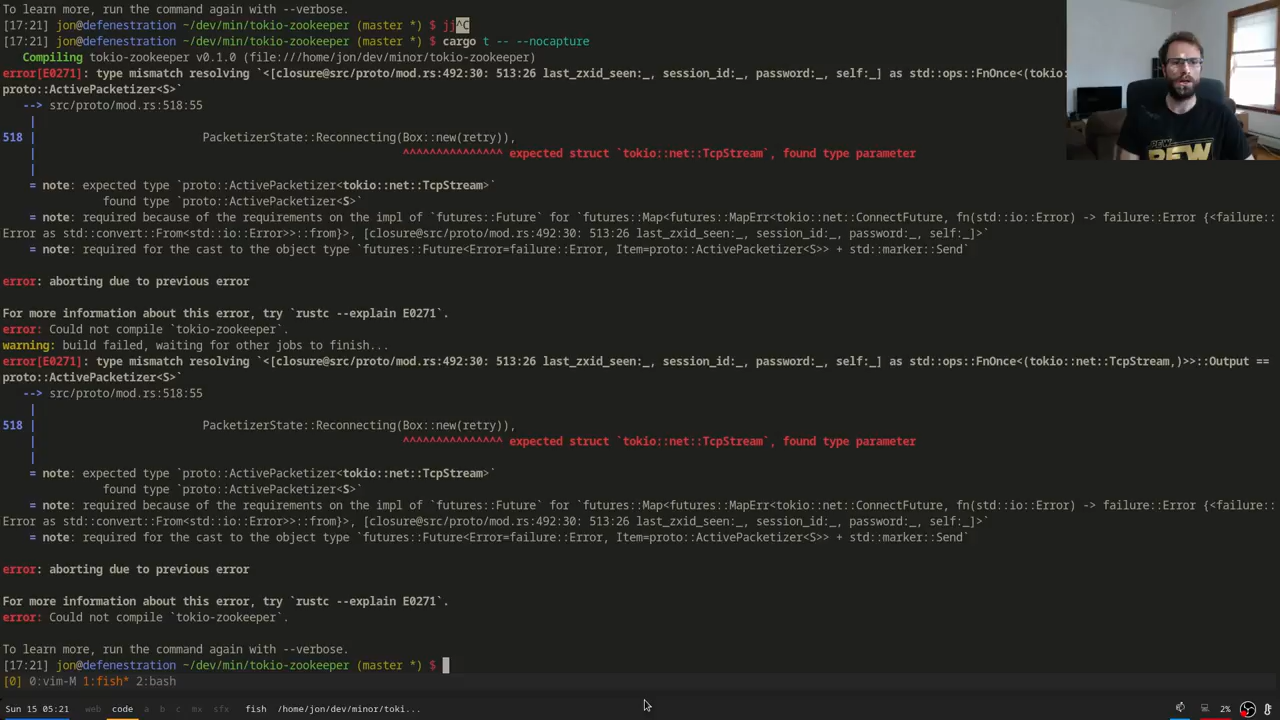 To learn more, run the command again with --verbose.
[17:21] jon@defenestration ~/dev/min/tokio-zookeeper (master *) $ jj^C
[17:21] jon@defenestration ~/dev/min/tokio-zookeeper (master *) $ cargo t -- --nocapture
Compiling tokio-zookeeper v0.1.0 (file:///home/jon/dev/minor/tokio-zookeeper)
error[E0271]: type mismatch resolving `<[closure@src/proto/mod.rs:492:30: 513:26 last_zxid_seen:_, session_id:_, password:_, self:_] as std::ops::FnOnce<(tokio:
proto::ActivePacketizer<S>`
--> src/proto/mod.rs:518:55
|
518 | PacketizerState::Reconnecting(Box::new(retry)),
| ^^^^^^^^^^^^^^^ expected struct `tokio::net::TcpStream`, found type parameter
|
= note: expected type `proto::ActivePacketizer<tokio::net::TcpStream>`
found type `proto::ActivePacketizer<S>`
= note: required because of the requirements on the impl of `futures::Future` for `futures::Map<futures::MapErr<tokio::net::ConnectFuture, fn(std::io::Error) -> failure::Error {<failure::
Error as std::convert::From<std::io::Error>>::from}>, [closure@src/proto/mod.rs:492:30: 513:26 last_zxid_seen:_, session_id:_, password:_, self:_]>`
= note: required for the cast to the object type `futures::Future<Error=failure::Error, Item=proto::ActivePacketizer<S>> + std::marker::Send`
error: aborting due to previous error
For more information about this error, try `rustc --explain E0271`.
error: Could not compile `tokio-zookeeper`.
warning: build failed, waiting for other jobs to finish...
error[E0271]: type mismatch resolving `<[closure@src/proto/mod.rs:492:30: 513:26 last_zxid_seen:_, session_id:_, password:_, self:_] as std::ops::FnOnce<(tokio::net::TcpStream,)>>::Output ==
proto::ActivePacketizer<S>`
--> src/proto/mod.rs:518:55
|
518 | PacketizerState::Reconnecting(Box::new(retry)),
| ^^^^^^^^^^^^^^^ expected struct `tokio::net::TcpStream`, found type parameter
|
= note: expected type `proto::ActivePacketizer<tokio::net::TcpStream>`
found type `proto::ActivePacketizer<S>`
= note: required because of the requirements on the impl of `futures::Future` for `futures::Map<futures::MapErr<tokio::net::ConnectFuture, fn(std::io::Error) -> failure::Error {<failure::
Error as std::convert::From<std::io::Error>>::from}>, [closure@src/proto/mod.rs:492:30: 513:26 last_zxid_seen:_, session_id:_, password:_, self:_]>`
= note: required for the cast to the object type `futures::Future<Error=failure::Error, Item=proto::ActivePacketizer<S>> + std::marker::Send`
error: aborting due to previous error
For more information about this error, try `rustc --explain E0271`.
error: Could not compile `tokio-zookeeper`.
To learn more, run the command again with --verbose.
[17:21] jon@defenestration ~/dev/min/tokio-zookeeper (master *) $
[0] 0:vim-M 1:fish* 2:bash
Sun 15 05:21 web code a b c mx sfx fish /home/jon/dev/minor/toki... 2%
PEW
PEW